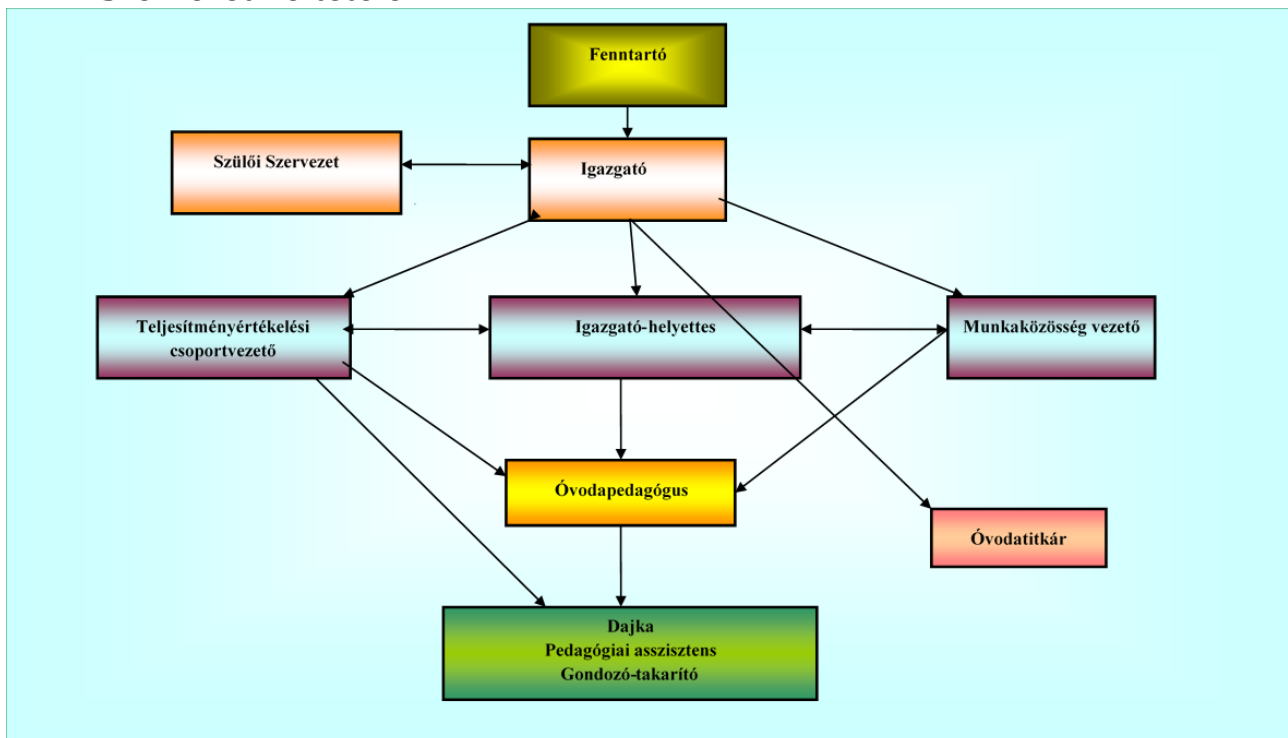 Fenntartó
Szülői Szervezet
Igazgató
Teljesítményértékelési
csoportvezető
Igazgató-helyettes
Munkaközösség vezető
Óvodapedagógus
Óvodatitkár
Dajka
Pedagógiai asszisztens
Gondozó-takarító